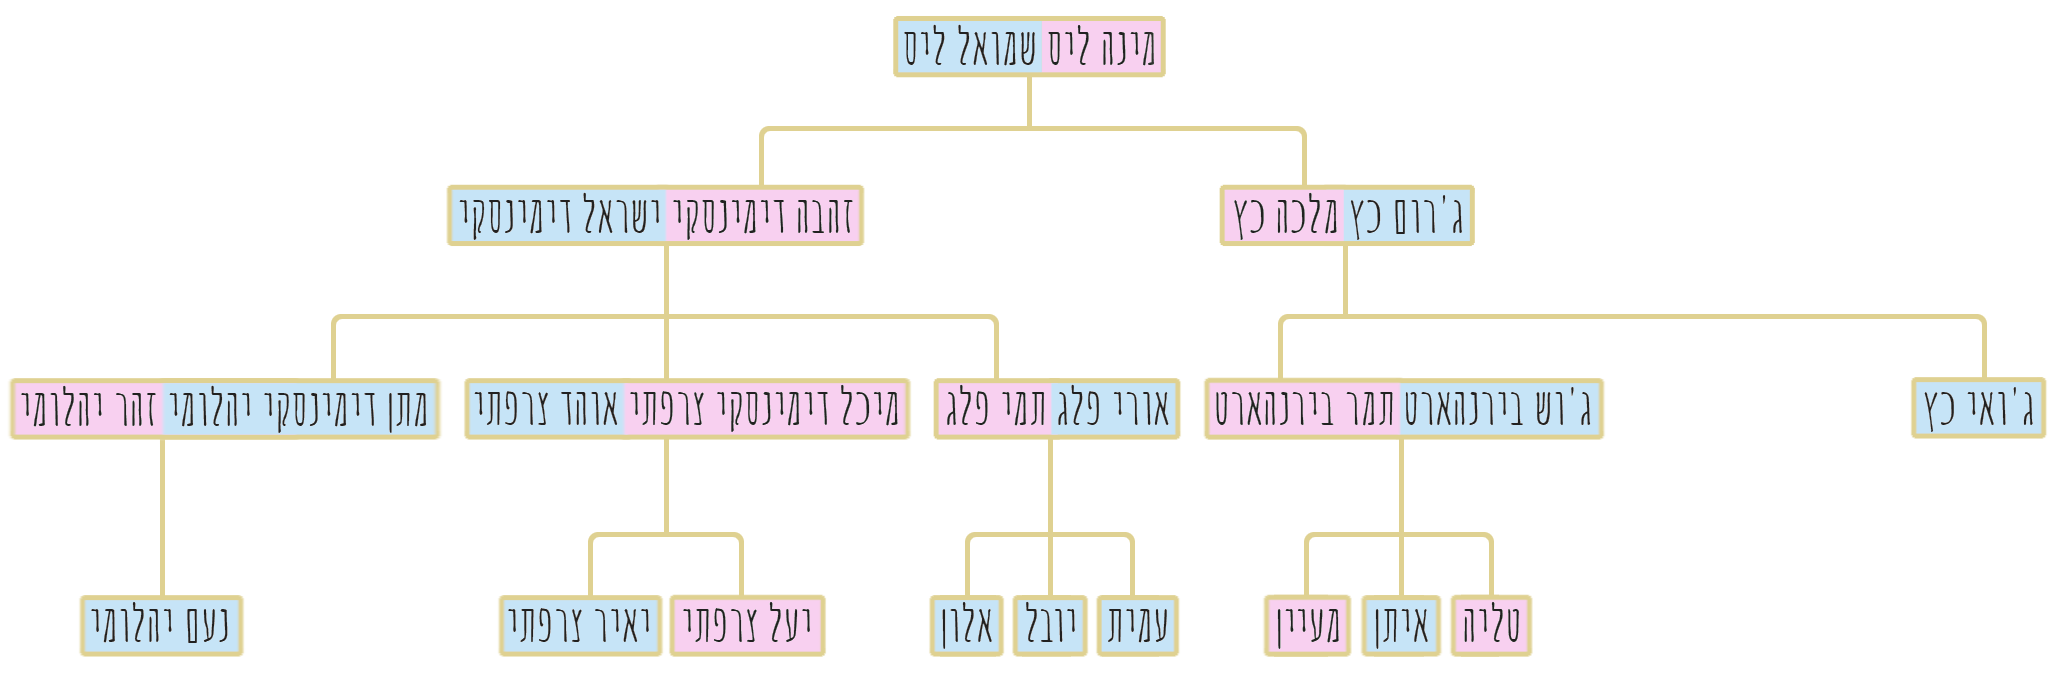 מינה ליס שמואל ליס
ג'רום כץ מלכה כץ
זהבה דימינסקי ישראל דימינסקי
ג'ואי כץ
ג'וש בירנהארט תמר בירנהארט
אורי פלג תמי פלג
מיכל דימינסקי צרפתי אוהד צרפתי
מתן דימינסקי יהלומי זהר יהלומי
טליה
איתן
מעיין
עמית
יובל
אלון
יעל צרפתי
יאיר צרפתי
נעם יהלומי